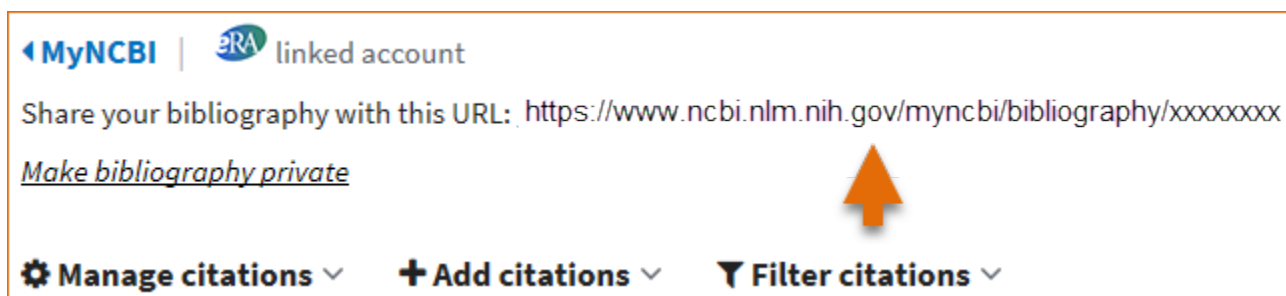 MyNCBI | eRA linked account
Share your bibliography with this URL: https://www.ncbi.nlm.nih.gov/myncbi/bibliography/xxxxxxxx
Make bibliography private
Manage citations Add citations Filter citations